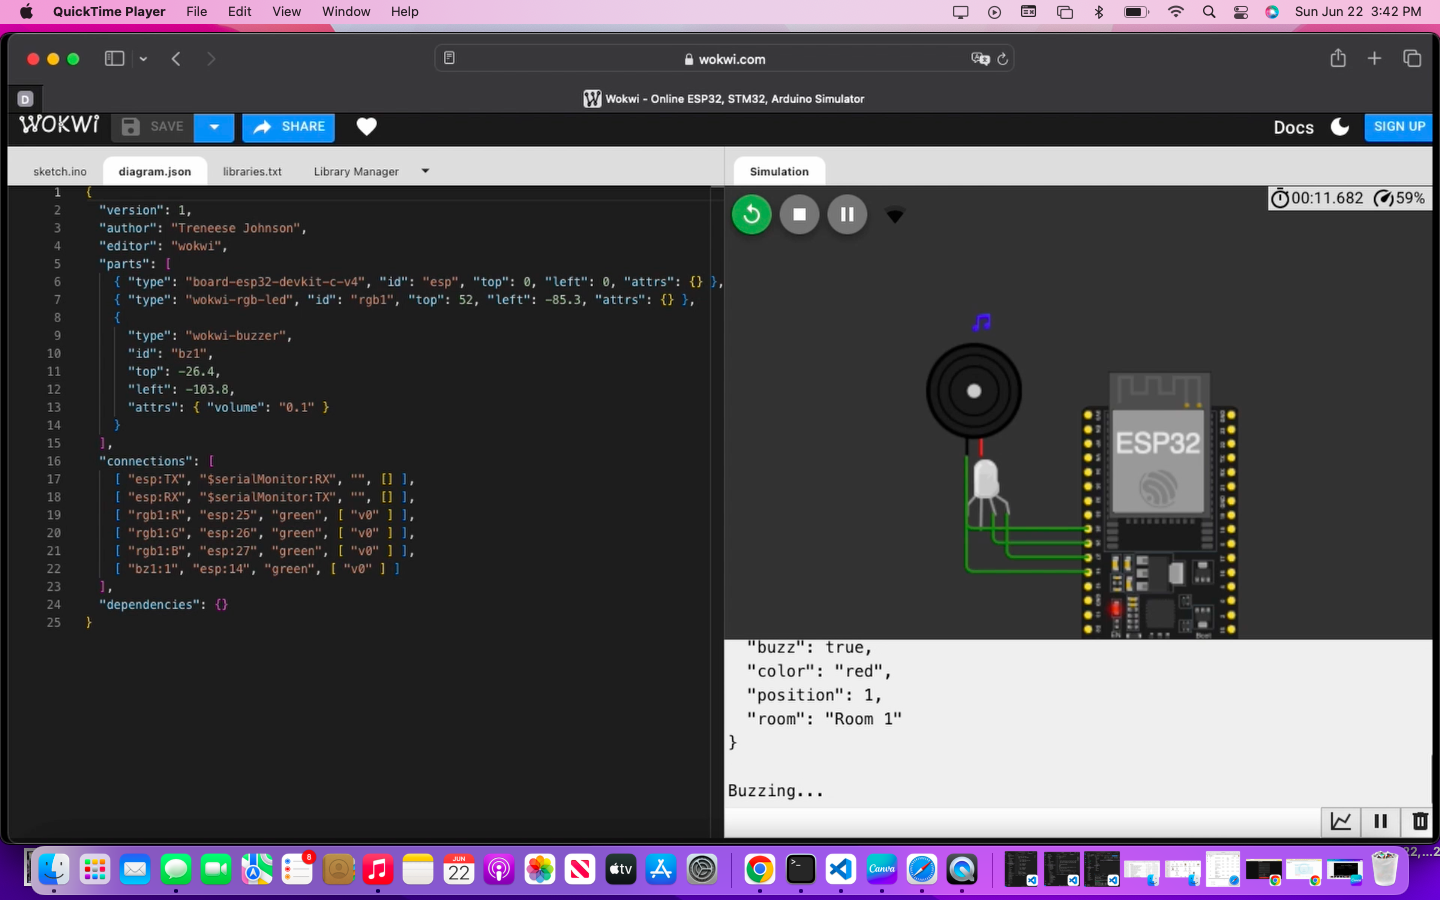 QuickTime Player File Edit View Window Help Sun Jun 22 3:42 PM
wokwi.com
D
W Wokwi - Online ESP32, STM32, Arduino Simulator
WOKWi SAVE SHARE Docs SIGN UP
sketch.ino diagram.json libraries.txt Library Manager
Simulation
00:11.682 59%
1 {
2 "version": 1,
3 "author": "Treneese Johnson",
4 "editor": "wokwi",
5 "parts": [
6 { "type": "board-esp32-devkit-c-v4", "id": "esp", "top": 0, "left": 0, "attrs": {} },
7 { "type": "wokwi-rgb-led", "id": "rgb1", "top": 52, "left": -85.3, "attrs": {} },
8 {
9 "type": "wokwi-buzzer",
10 "id": "bz1",
11 "top": -26.4,
12 "left": -103.8,
13 "attrs": { "volume": "0.1" }
14 }
15 ],
16 "connections": [
17 [ "esp:TX", "$serialMonitor:RX", "", [] ],
18 [ "esp:RX", "$serialMonitor:TX", "", [] ],
19 [ "rgb1:R", "esp:25", "green", [ "v0" ] ],
20 [ "rgb1:G", "esp:26", "green", [ "v0" ] ],
21 [ "rgb1:B", "esp:27", "green", [ "v0" ] ],
22 [ "bz1:1", "esp:14", "green", [ "v0" ] ]
23 ],
24 "dependencies": {}
25 }
ESP32
"buzz": true,
"color": "red",
"position": 1,
"room": "Room 1"
}
Buzzing...
8
JUN
22
tv
Canva